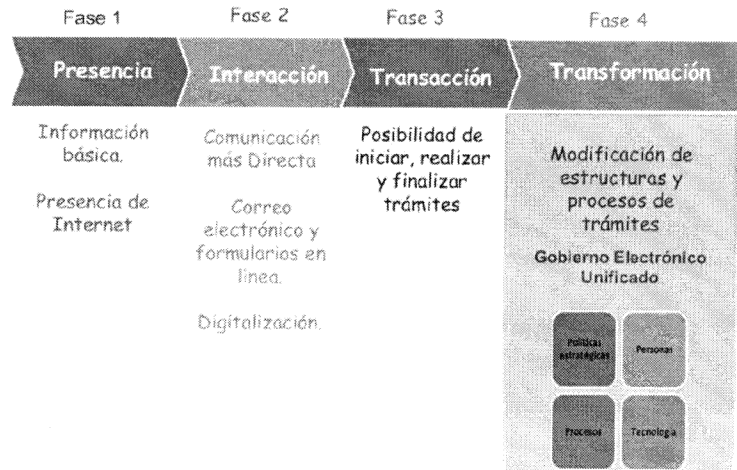 Fase 1
Fase 2
Fase 3
Fase 4
Presencia
Interacción
Transacción
Transformación
Información
básica.
Presencia de
Internet
Comunicación
más Directa
Correo
electrónico y
formularios en
línea.
Digitalización.
Posibilidad de
iniciar, realizar
y finalizar
trámites
Modificación de
estructuras y
procesos de
trámites
Gobierno Electrónico
Unificado
Políticas
estratégicas
Personas
Procesos
Tecnología